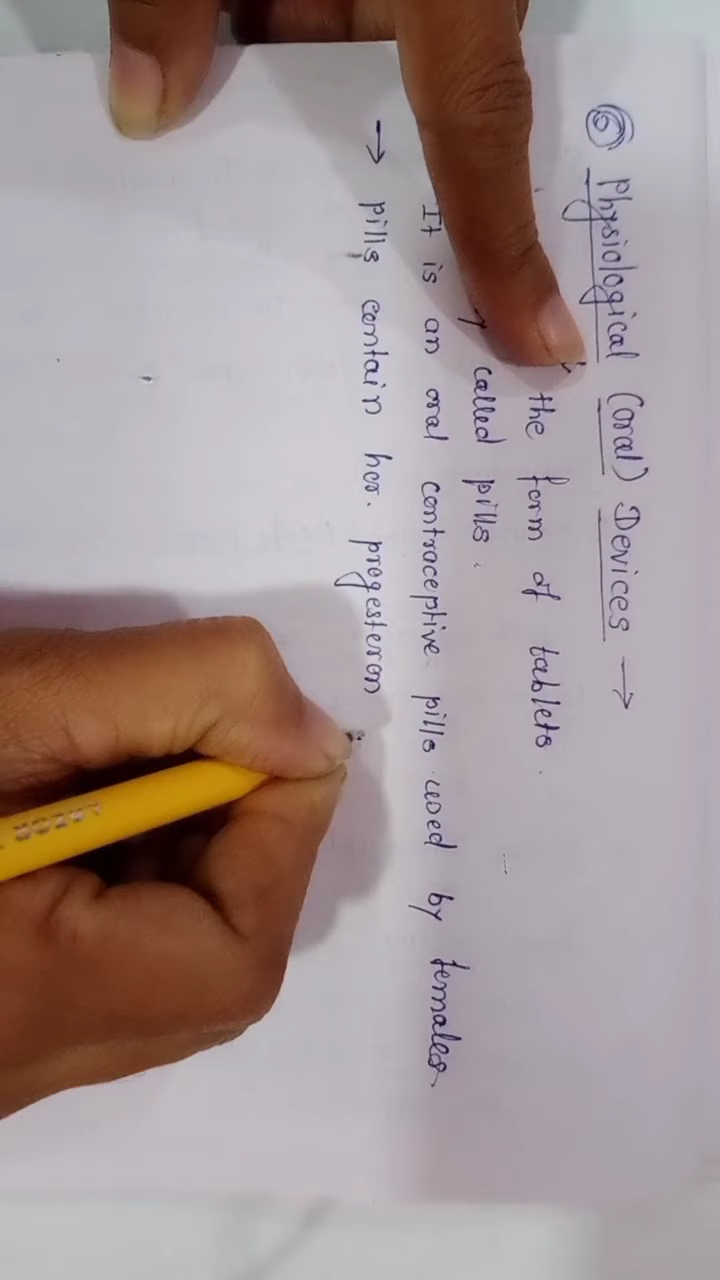 ⑥ Physiological (oral) Devices →
the form of tablets.
called pills.
It is an oral contraceptive pills used by females.
→ pills contain hor. progesteron
LAZOR